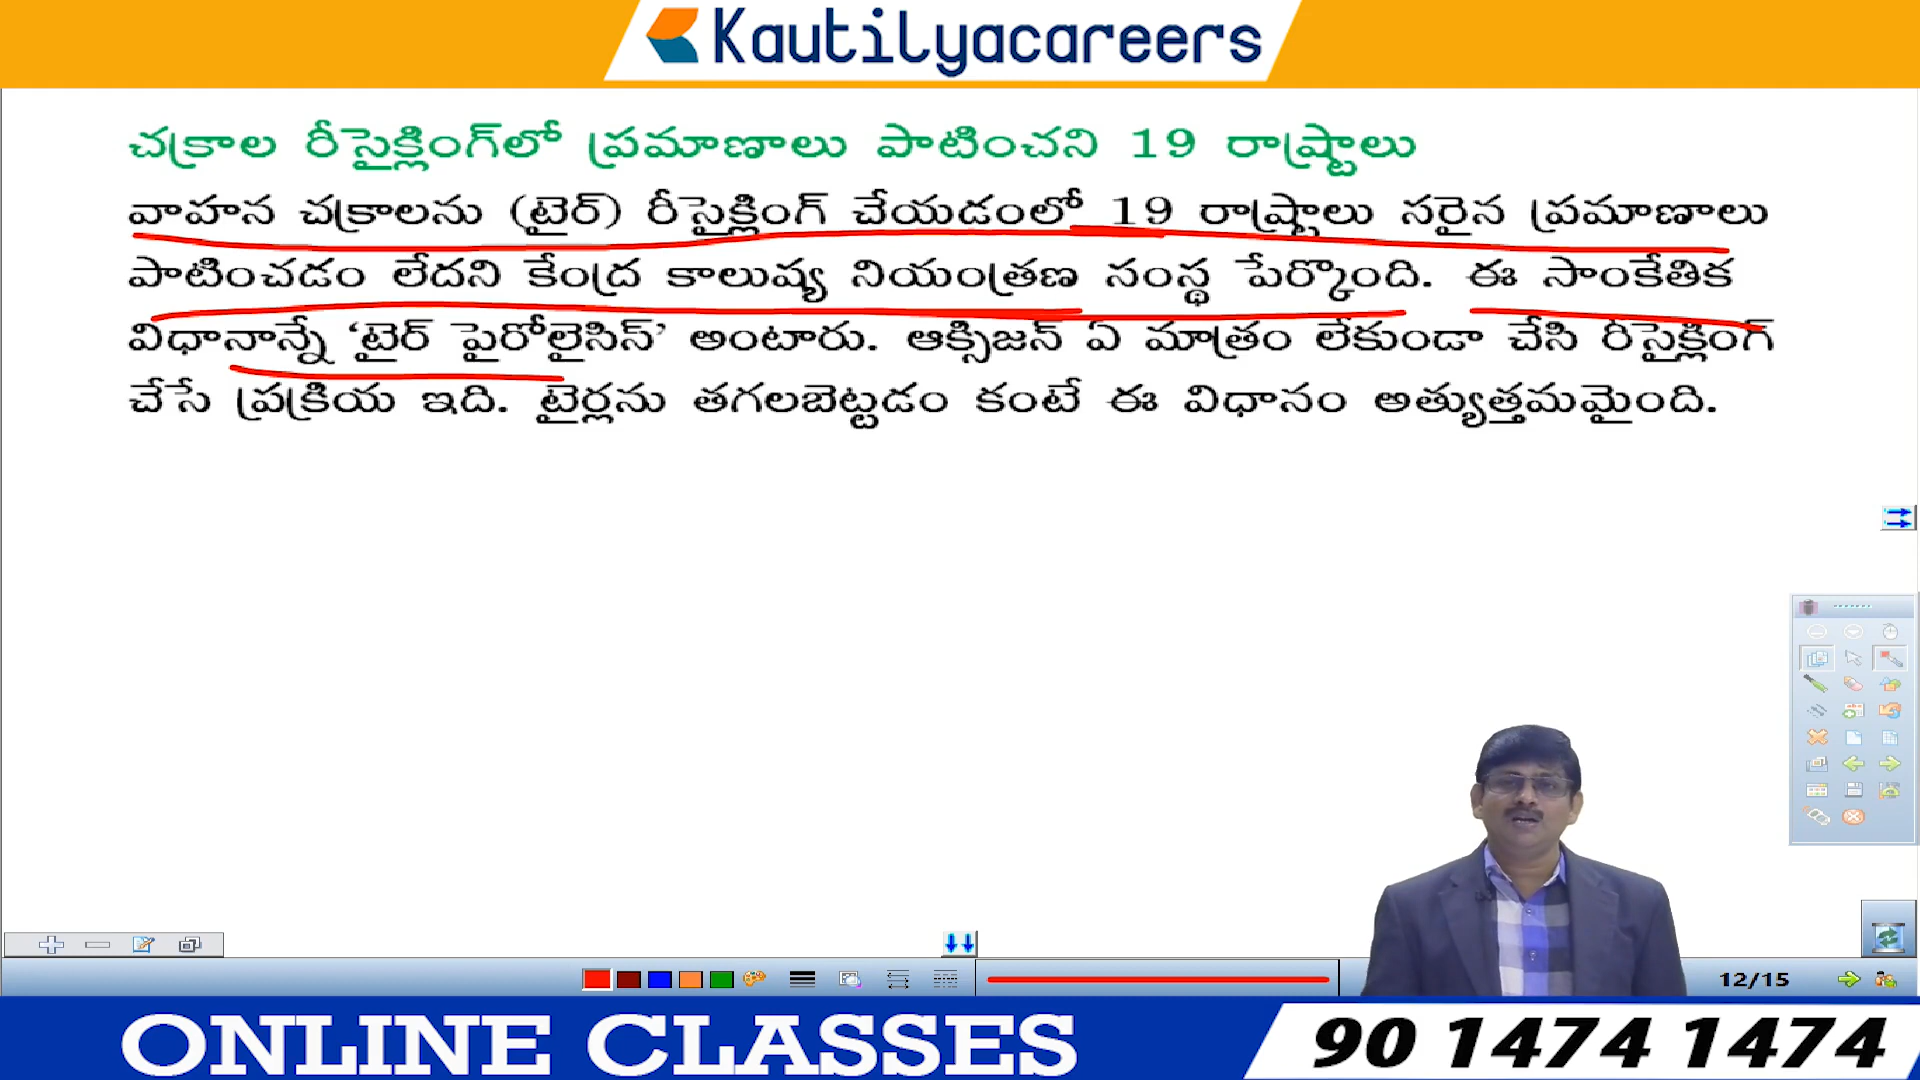 Kautilyacareers
చక్రాల రీసైక్లింగ్‌లో ప్రమాణాలు పాటించని 19 రాష్ట్రాలు
వాహన చక్రాలను (టైర్) రీసైక్లింగ్ చేయడంలో 19 రాష్ట్రాలు సరైన ప్రమాణాలు
పాటించడం లేదని కేంద్ర కాలుష్య నియంత్రణ సంస్థ పేర్కొంది. ఈ సాంకేతిక
విధానాన్నే ‘టైర్ పైరోలైసిస్’ అంటారు. ఆక్సిజన్ ఏ మాత్రం లేకుండా చేసి రీసైక్లింగ్
చేసే ప్రక్రియ ఇది. టైర్లను తగలబెట్టడం కంటే ఈ విధానం అత్యుత్తమమైంది.
12/15
ONLINE CLASSES
90 1474 1474